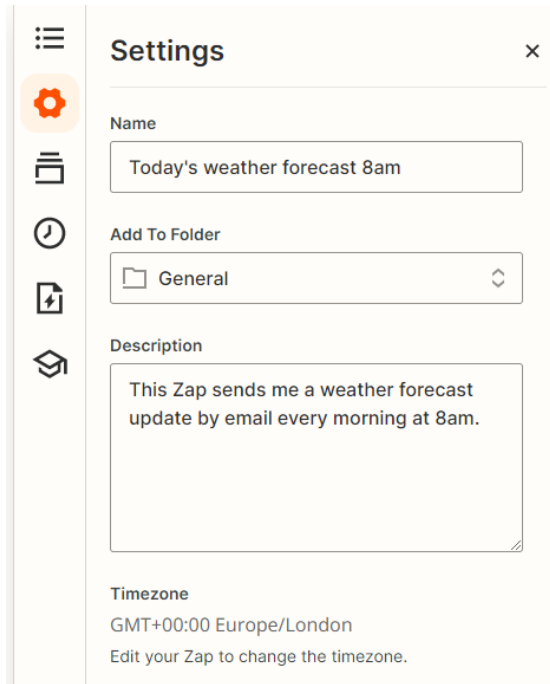 Settings
Name
Today's weather forecast 8am
Add To Folder
General
Description
This Zap sends me a weather forecast
update by email every morning at 8am.
Timezone
GMT+00:00 Europe/London
Edit your Zap to change the timezone.